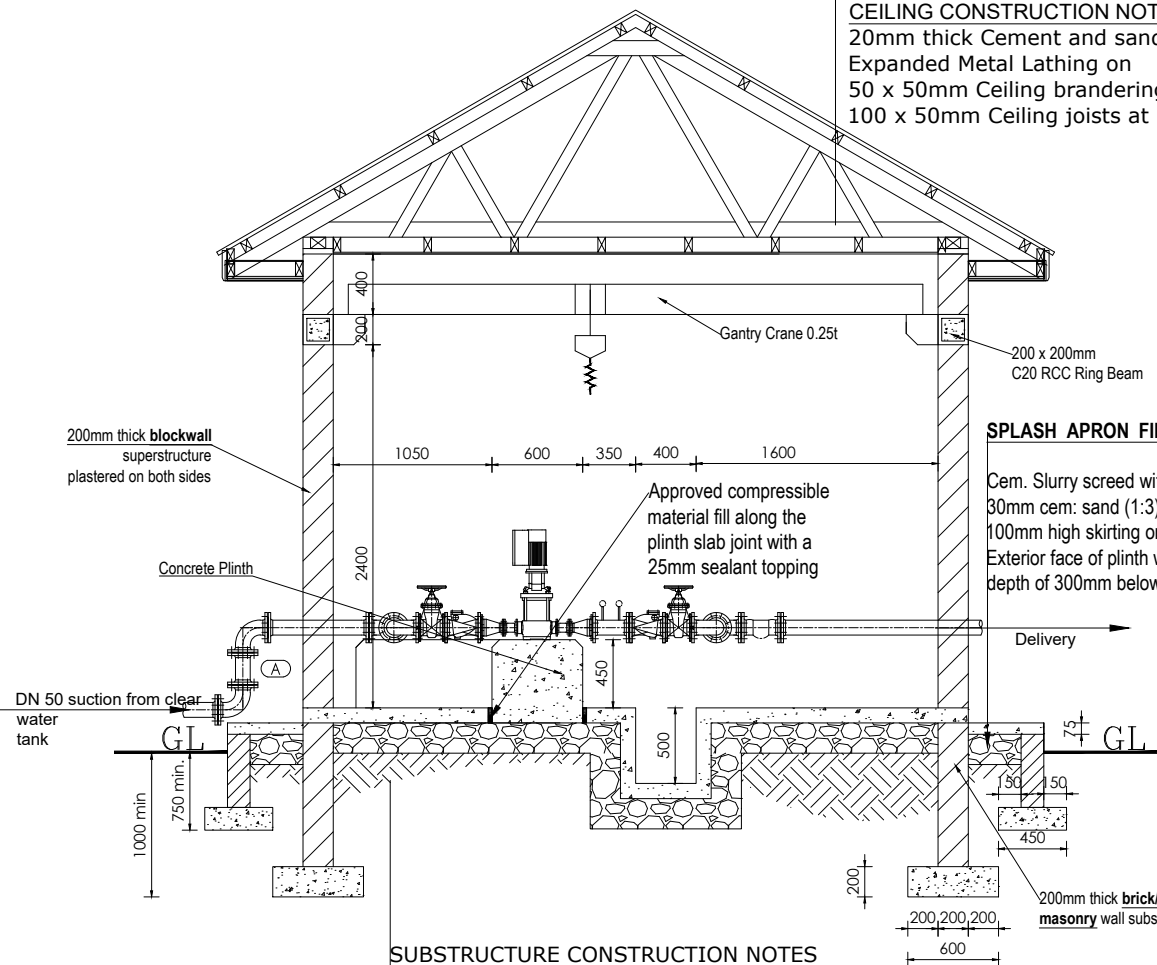 CEILING CONSTRUCTION NOT
20mm thick Cement and sand
Expanded Metal Lathing on
50 x 50mm Ceiling brandering
100 x 50mm Ceiling joists at
400
200
Gantry Crane 0.25t
200 x 200mm
C20 RCC Ring Beam
200mm thick blockwall
superstructure
plastered on both sides
1050
600
350
400
1600
SPLASH APRON FI
Cem. Slurry screed wi
30mm cem: sand (1:3)
100mm high skirting or
Exterior face of plinth w
depth of 300mm below
Approved compressible
material fill along the
plinth slab joint with a
25mm sealant topping
2400
Concrete Plinth
A
Delivery
450
DN 50 suction from clear
water
tank
GL
75
GL
500
750 min.
1000 min
150
150
450
200
200mm thick brick/
masonry wall subs
200
200
200
600
SUBSTRUCTURE CONSTRUCTION NOTES